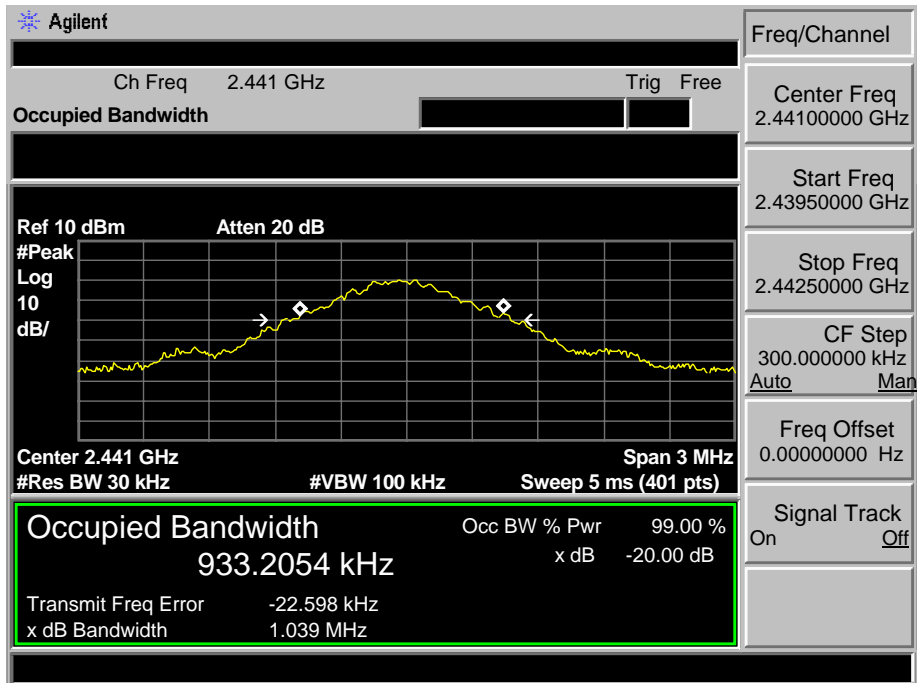 Agilent
Freq/Channel
Ch Freq 2.441 GHz Trig Free
Occupied Bandwidth
Center Freq
2.44100000 GHz
Start Freq
2.43950000 GHz
Ref 10 dBm Atten 20 dB
#Peak
Log
10
dB/
Stop Freq
2.44250000 GHz
CF Step
300.000000 kHz
Auto Man
Freq Offset
0.00000000 Hz
Center 2.441 GHz Span 3 MHz
#Res BW 30 kHz #VBW 100 kHz Sweep 5 ms (401 pts)
Signal Track
On Off
Occupied Bandwidth Occ BW % Pwr 99.00 %
933.2054 kHz x dB -20.00 dB
Transmit Freq Error -22.598 kHz
x dB Bandwidth 1.039 MHz